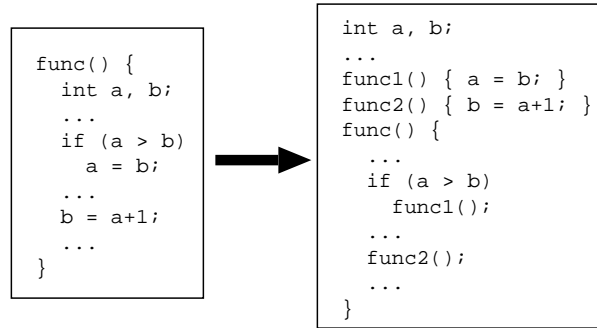 func() {
int a, b;
...
if (a > b)
a = b;
...
b = a+1;
...
}
int a, b;
...
func1() { a = b; }
func2() { b = a+1; }
func() {
...
if (a > b)
func1();
...
func2();
...
}